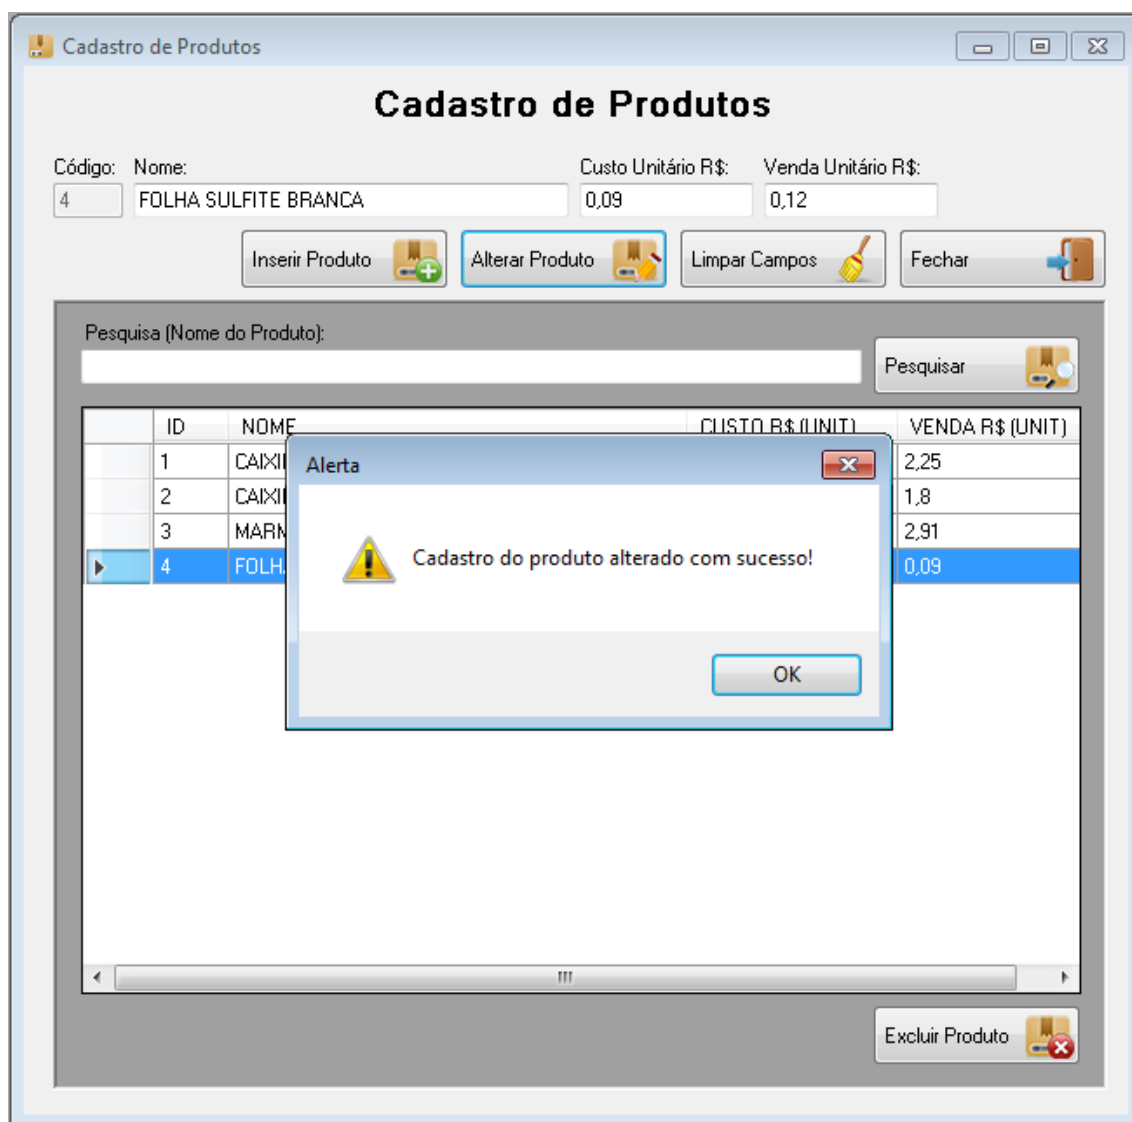 Cadastro de Produtos
Cadastro de Produtos
Código: Nome: Custo Unitário R$: Venda Unitário R$:
4 FOLHA SULFITE BRANCA 0,09 0,12
Inserir Produto Alterar Produto Limpar Campos Fechar
Pesquisa (Nome do Produto):
Pesquisar
ID NOME CUSTO R$ (UNIT) VENDA R$ (UNIT)
1 2,25
2 1,8
3 2,91
4 0,09
Alerta
Cadastro do produto alterado com sucesso!
OK
Excluir Produto